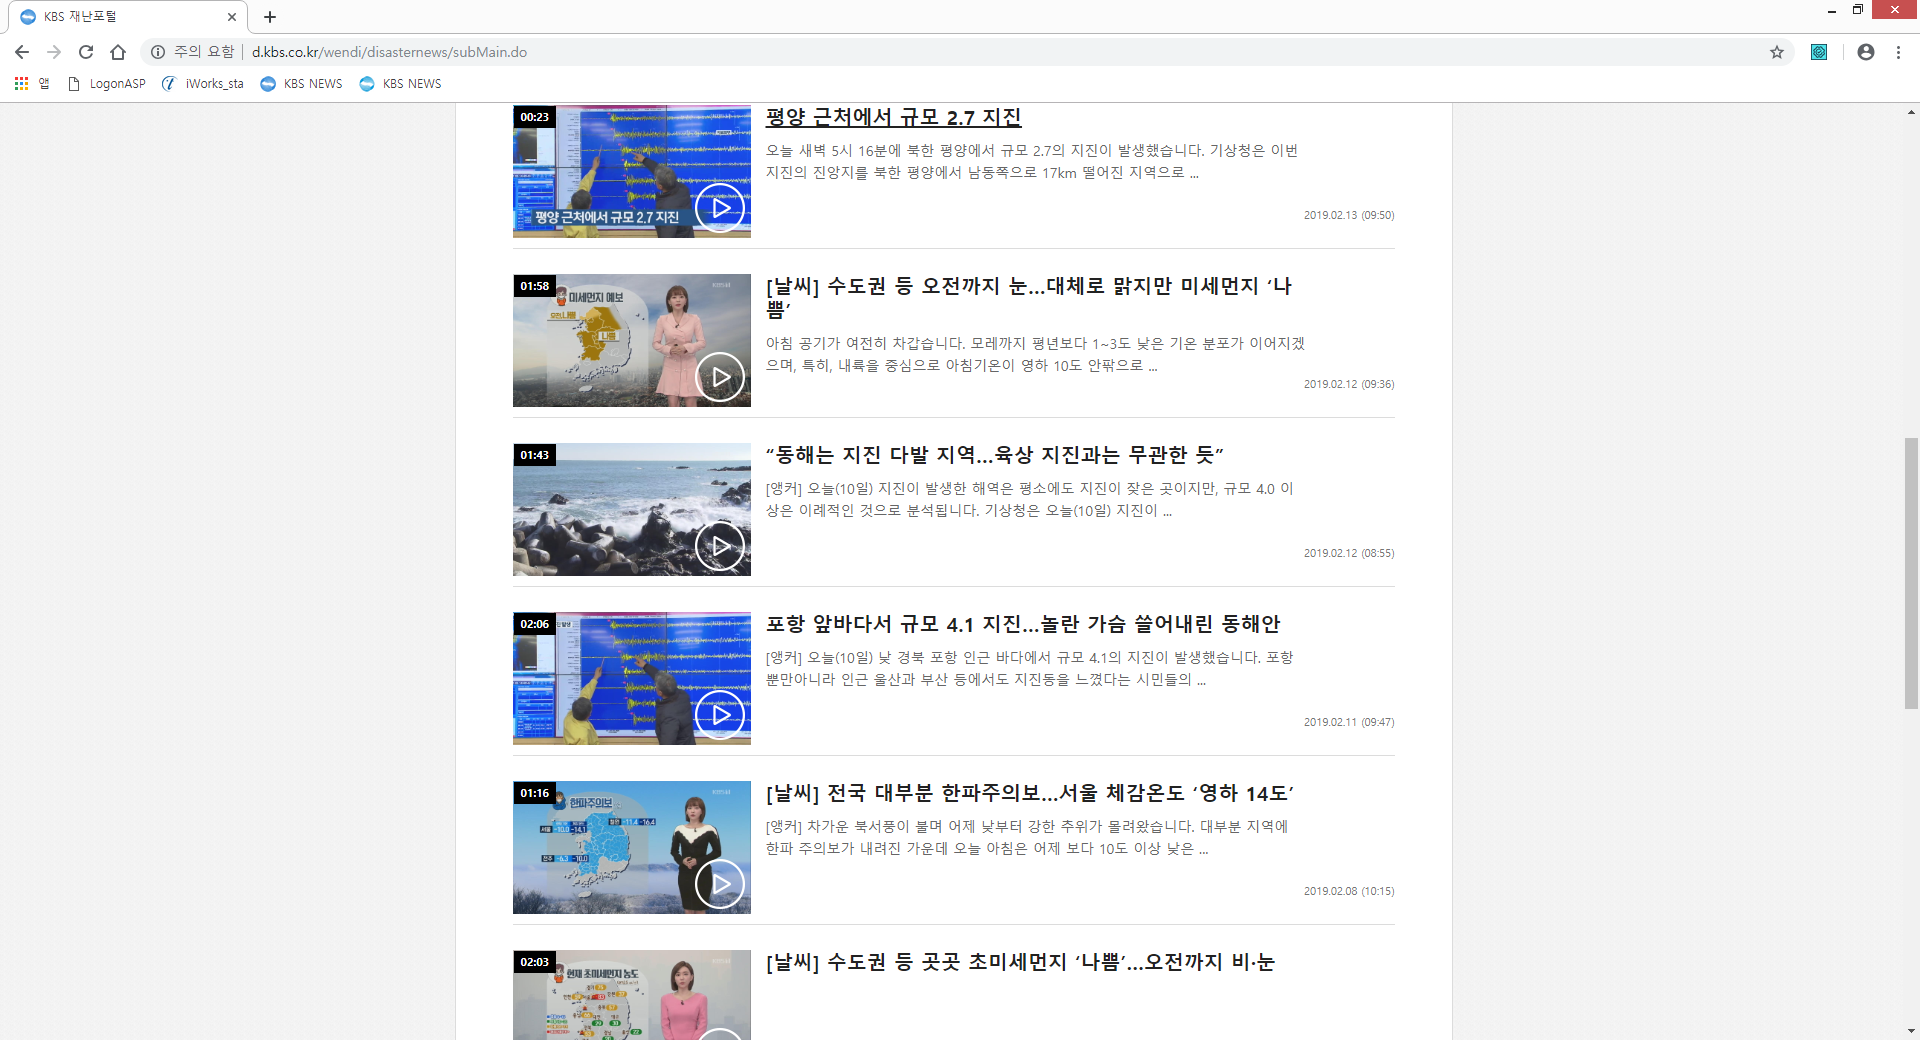 KBS 재난포털
주의 요함
d.kbs.co.kr/wendi/disasternews/subMain.do
앱
LogonASP
iWorks_sta
KBS NEWS
KBS NEWS
00:23
평양 근처에서 규모 2.7 지진
평양 근처에서 규모 2.7 지진
오늘 새벽 5시 16분에 북한 평양에서 규모 2.7의 지진이 발생했습니다. 기상청은 이번
지진의 진앙지를 북한 평양에서 남동쪽으로 17km 떨어진 지역으로 ...
2019.02.13 (09:50)
01:58
미세먼지 예보
오전 나쁨
나쁨
[날씨] 수도권 등 오전까지 눈…대체로 맑지만 미세먼지 ‘나
쁨’
아침 공기가 여전히 차갑습니다. 모레까지 평년보다 1~3도 낮은 기온 분포가 이어지겠
으며, 특히, 내륙을 중심으로 아침기온이 영하 10도 안팎으로 ...
2019.02.12 (09:36)
01:43
“동해는 지진 다발 지역…육상 지진과는 무관한 듯”
[앵커] 오늘(10일) 지진이 발생한 해역은 평소에도 지진이 잦은 곳이지만, 규모 4.0 이
상은 이례적인 것으로 분석됩니다. 기상청은 오늘(10일) 지진이 ...
2019.02.12 (08:55)
02:06
포항 앞바다서 규모 4.1 지진…놀란 가슴 쓸어내린 동해안
[앵커] 오늘(10일) 낮 경북 포항 인근 바다에서 규모 4.1의 지진이 발생했습니다. 포항
뿐만아니라 인근 울산과 부산 등에서도 지진동을 느꼈다는 시민들의 ...
2019.02.11 (09:47)
01:16
한파주의보
서울 -10.0 -14.1
철원 -11.4 -16.4
전주 -6.3 -10.0
[날씨] 전국 대부분 한파주의보…서울 체감온도 ‘영하 14도’
[앵커] 차가운 북서풍이 불며 어제 낮부터 강한 추위가 몰려왔습니다. 대부분 지역에
한파 주의보가 내려진 가운데 오늘 아침은 어제 보다 10도 이상 낮은 ...
2019.02.08 (10:15)
02:03
현재 초미세먼지 농도
[날씨] 수도권 등 곳곳 초미세먼지 ‘나쁨’…오전까지 비·눈